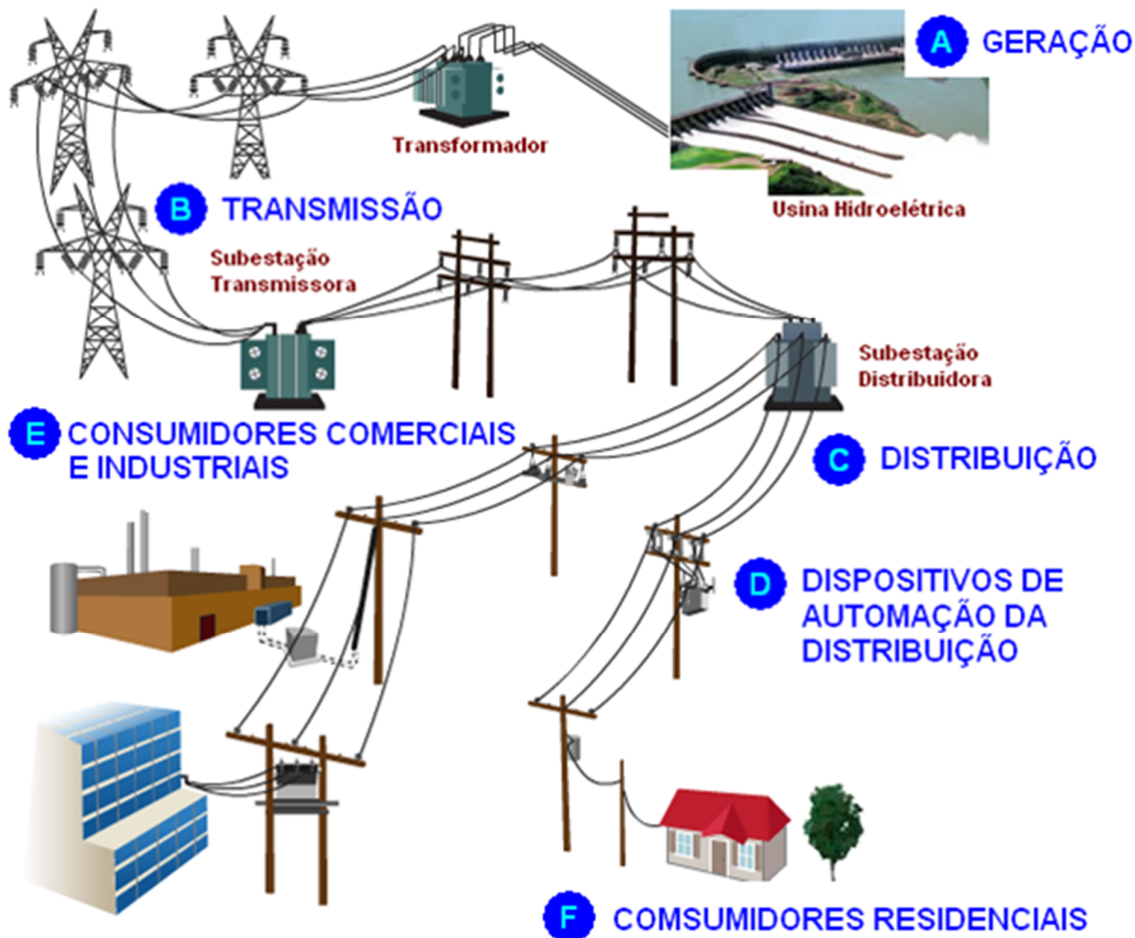 A GERAÇÃO
Transformador
Usina Hidroelétrica
B TRANSMISSÃO
Subestação
Transmissora
Subestação
Distribuidora
E CONSUMIDORES COMERCIAIS
E INDUSTRIAIS
C DISTRIBUIÇÃO
D DISPOSITIVOS DE
AUTOMAÇÃO DA
DISTRIBUIÇÃO
F COMSUMIDORES RESIDENCIAIS